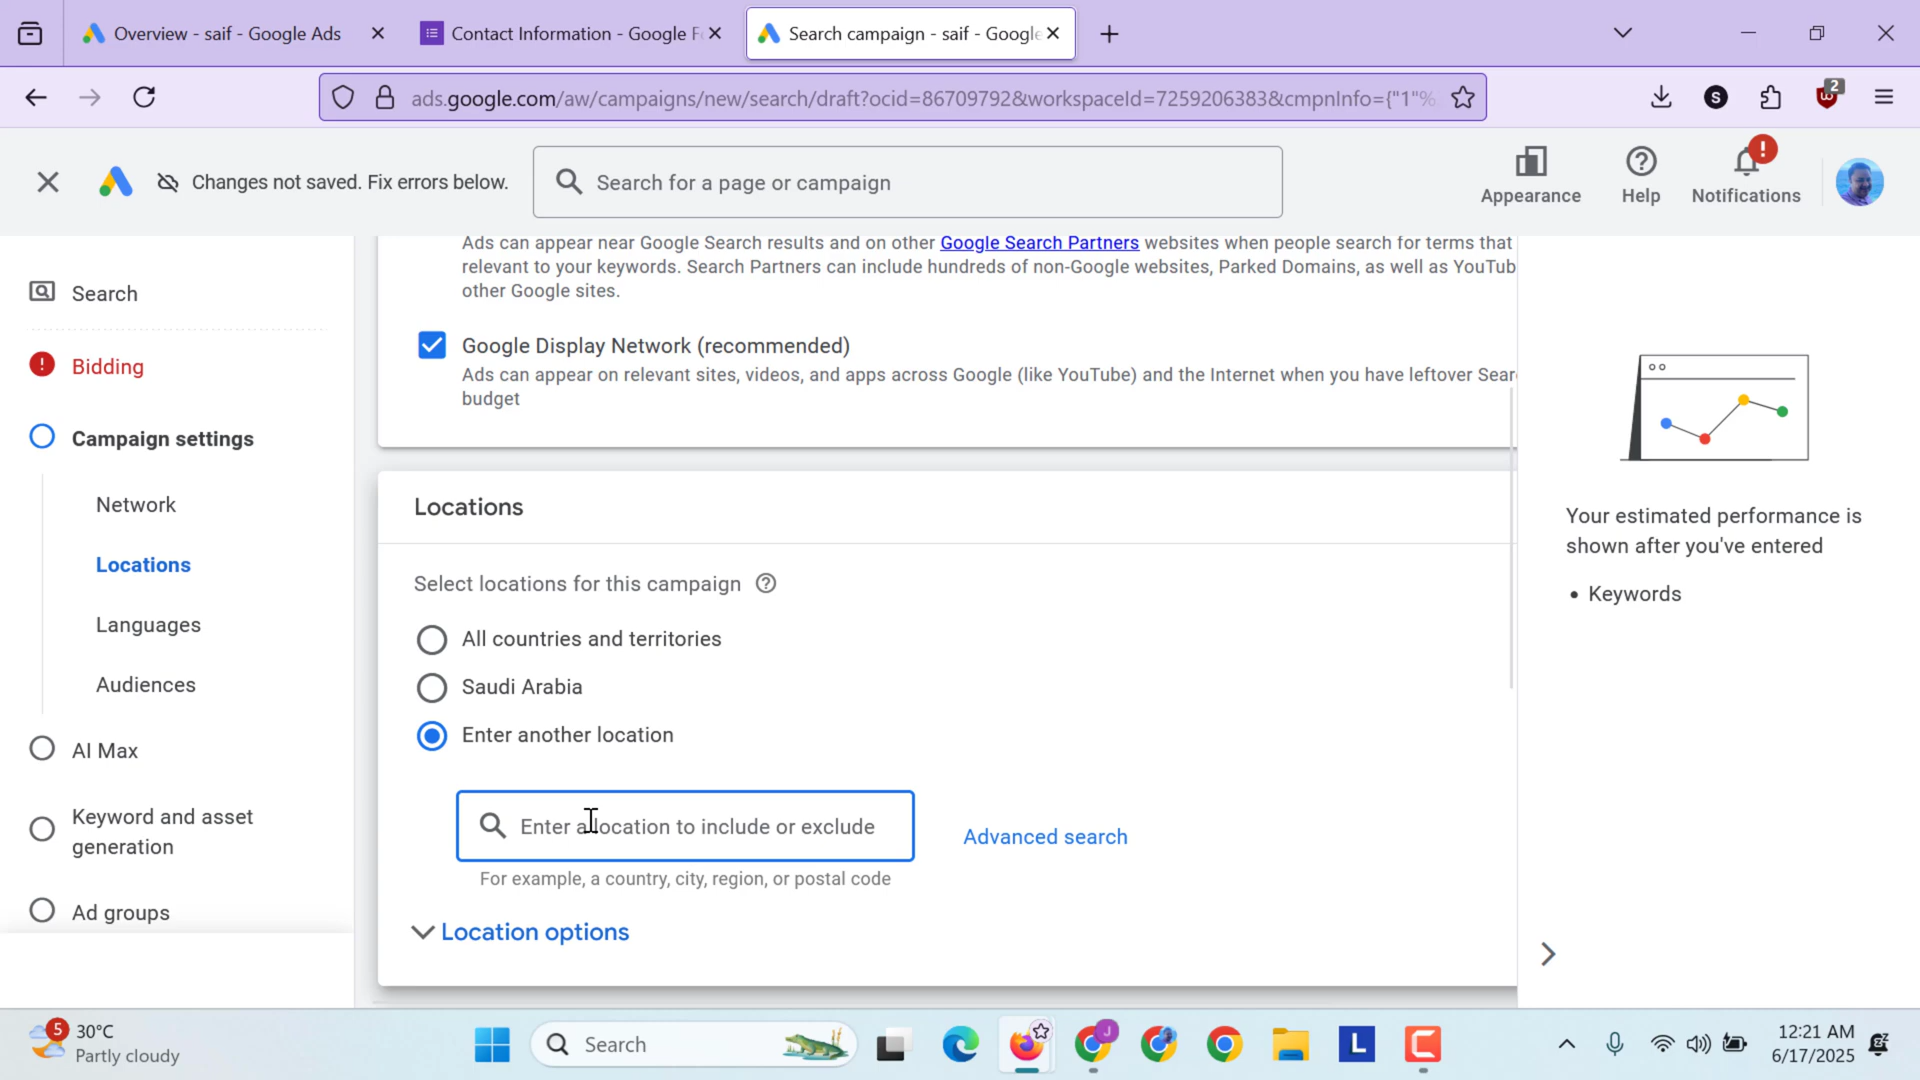 Overview - saif - Google Ads
Contact Information - Google F
Search campaign - saif - Google
ads.google.com/aw/campaigns/new/search/draft?ocid=86709792&workspaceId=7259206383&cmpnInfo={"1"%
S
2
Changes not saved. Fix errors below.
Search for a page or campaign
Appearance
Help
Notifications
Search
Bidding
Campaign settings
Network
Locations
Languages
Audiences
AI Max
Keyword and asset
generation
Ad groups
Ads can appear near Google Search results and on other Google Search Partners websites when people search for terms that
relevant to your keywords. Search Partners can include hundreds of non-Google websites, Parked Domains, as well as YouTub
other Google sites.
Google Display Network (recommended)
Ads can appear on relevant sites, videos, and apps across Google (like YouTube) and the Internet when you have leftover Sear
budget
Locations
Select locations for this campaign
All countries and territories
Saudi Arabia
Enter another location
Enter a location to include or exclude
Advanced search
For example, a country, city, region, or postal code
Location options
Your estimated performance is
shown after you've entered
• Keywords
5
30°C
Partly cloudy
Search
J
L
12:21 AM
6/17/2025